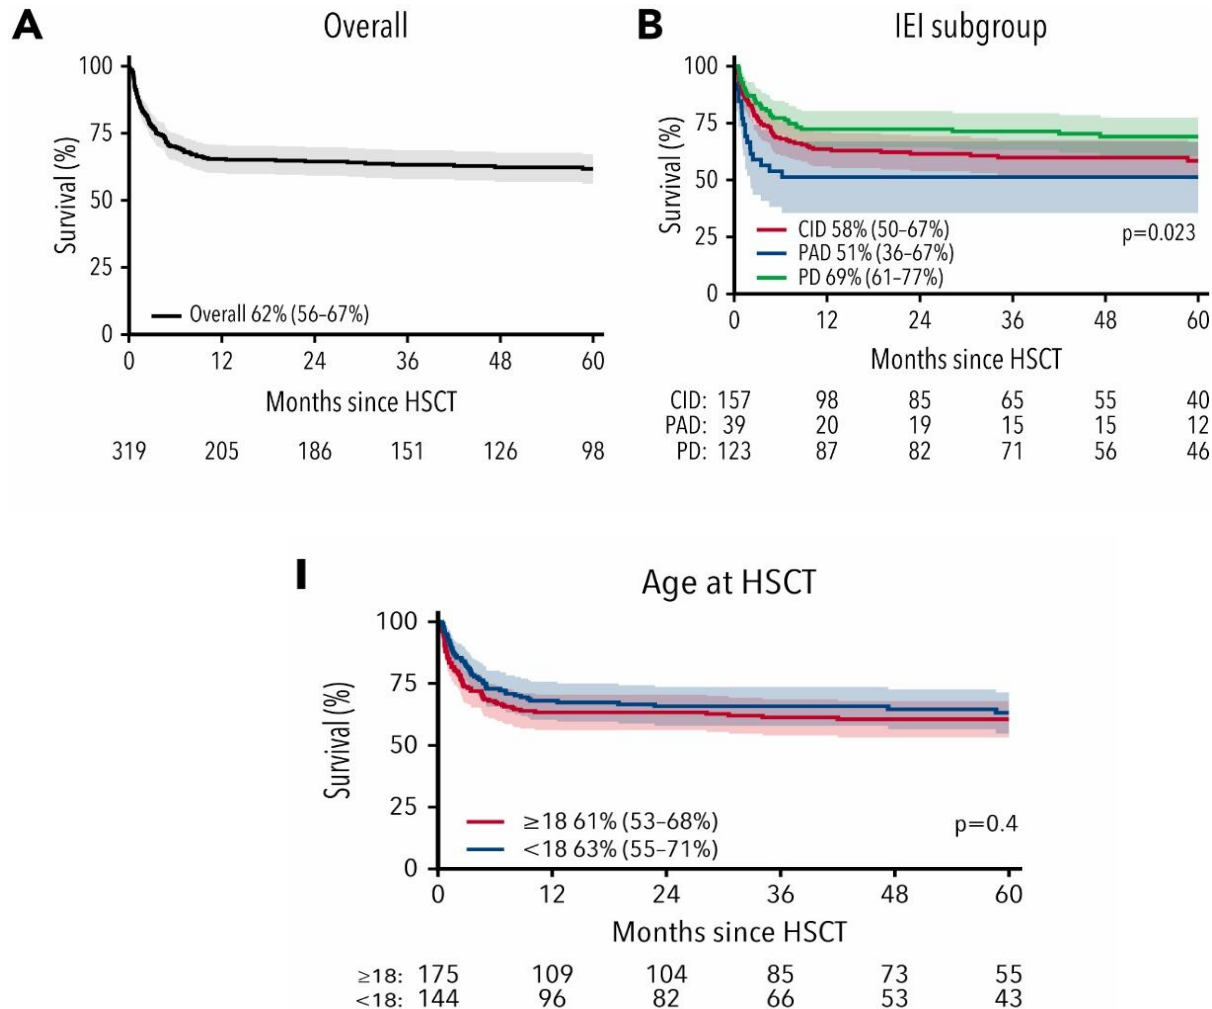 A
Overall
Survival (%)
100
75
50
25
0
Overall 62% (56–67%)
0 12 24 36 48 60
Months since HSCT
319 205 186 151 126 98
B
IEI subgroup
Survival (%)
100
75
50
25
0
CID 58% (50–67%)
PAD 51% (36–67%)
PD 69% (61–77%)
p=0.023
0 12 24 36 48 60
Months since HSCT
CID: 157 98 85 65 55 40
PAD: 39 20 19 15 15 12
PD: 123 87 82 71 56 46
I
Age at HSCT
Survival (%)
100
75
50
25
0
≥18 61% (53–68%)
<18 63% (55–71%)
p=0.4
0 12 24 36 48 60
Months since HSCT
≥18: 175 109 104 85 73 55
<18: 144 96 82 66 53 43